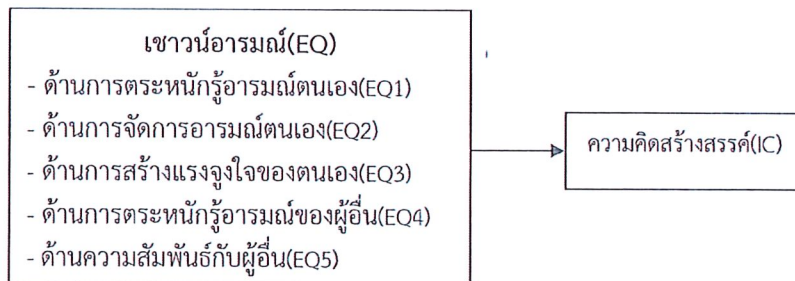 เชาวน์อารมณ์(EQ)
- ด้านการตระหนักรู้อารมณ์ตนเอง(EQ1)
- ด้านการจัดการอารมณ์ตนเอง(EQ2)
- ด้านการสร้างแรงจูงใจของตนเอง(EQ3)
- ด้านการตระหนักรู้อารมณ์ของผู้อื่น(EQ4)
- ด้านความสัมพันธ์กับผู้อื่น(EQ5)
ความคิดสร้างสรรค์(IC)